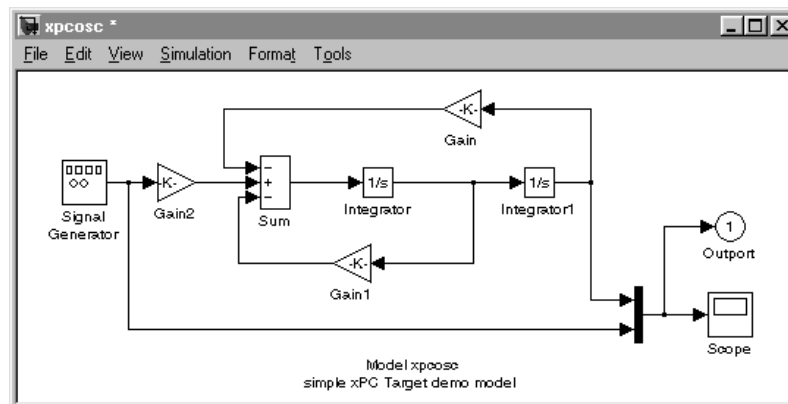 xpcosc *
File Edit View Simulation Format Tools
-K-
Gain
Signal
Generator
-K-
Gain2
−
+
−
Sum
1/s
Integrator
1/s
Integrator1
-K-
Gain1
1
Outport
Scope
Model xpcosc
simple xPC Target demo model